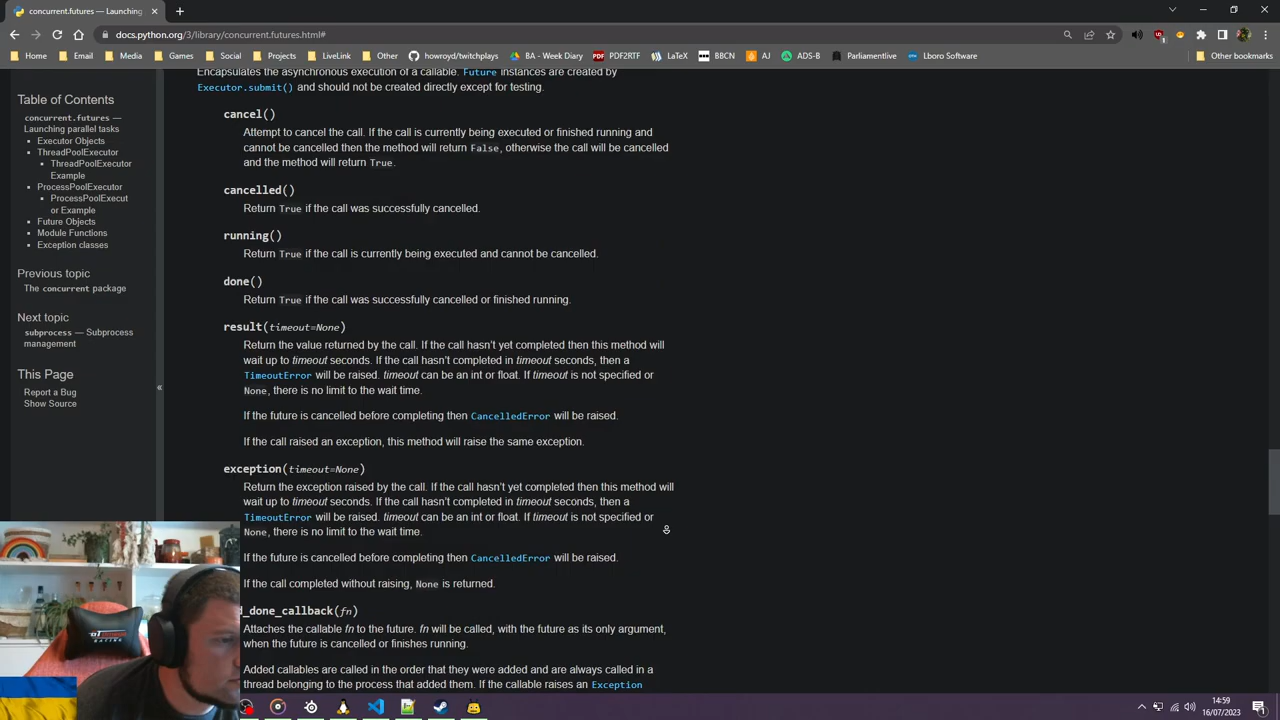 concurrent.futures — Launching
docs.python.org/3/library/concurrent.futures.html#
Home Email Media Games Social Projects LiveLink Other howroyd/twitchplays BA - Week Diary PDF2RTF LaTeX BBCN AJ ADS-B Parliamentive Lboro Software Other bookmarks
Table of Contents
concurrent.futures —
Launching parallel tasks
Executor Objects
ThreadPoolExecutor
ThreadPoolExecutor
Example
ProcessPoolExecutor
ProcessPoolExecut
or Example
Future Objects
Module Functions
Exception classes
Previous topic
The concurrent package
Next topic
subprocess — Subprocess
management
This Page
Report a Bug
Show Source
«
Encapsulates the asynchronous execution of a callable. Future instances are created by
Executor.submit() and should not be created directly except for testing.
cancel()
Attempt to cancel the call. If the call is currently being executed or finished running and
cannot be cancelled then the method will return False, otherwise the call will be cancelled
and the method will return True.
cancelled()
Return True if the call was successfully cancelled.
running()
Return True if the call is currently being executed and cannot be cancelled.
done()
Return True if the call was successfully cancelled or finished running.
result(timeout=None)
Return the value returned by the call. If the call hasn't yet completed then this method will
wait up to timeout seconds. If the call hasn't completed in timeout seconds, then a
TimeoutError will be raised. timeout can be an int or float. If timeout is not specified or
None, there is no limit to the wait time.
If the future is cancelled before completing then CancelledError will be raised.
If the call raised an exception, this method will raise the same exception.
exception(timeout=None)
Return the exception raised by the call. If the call hasn't yet completed then this method will
wait up to timeout seconds. If the call hasn't completed in timeout seconds, then a
TimeoutError will be raised. timeout can be an int or float. If timeout is not specified or
None, there is no limit to the wait time.
If the future is cancelled before completing then CancelledError will be raised.
If the call completed without raising, None is returned.
d_done_callback(fn)
Attaches the callable fn to the future. fn will be called, with the future as its only argument,
when the future is cancelled or finishes running.
Added callables are called in the order that they were added and are always called in a
thread belonging to the process that added them. If the callable raises an Exception
14:59
16/07/2023